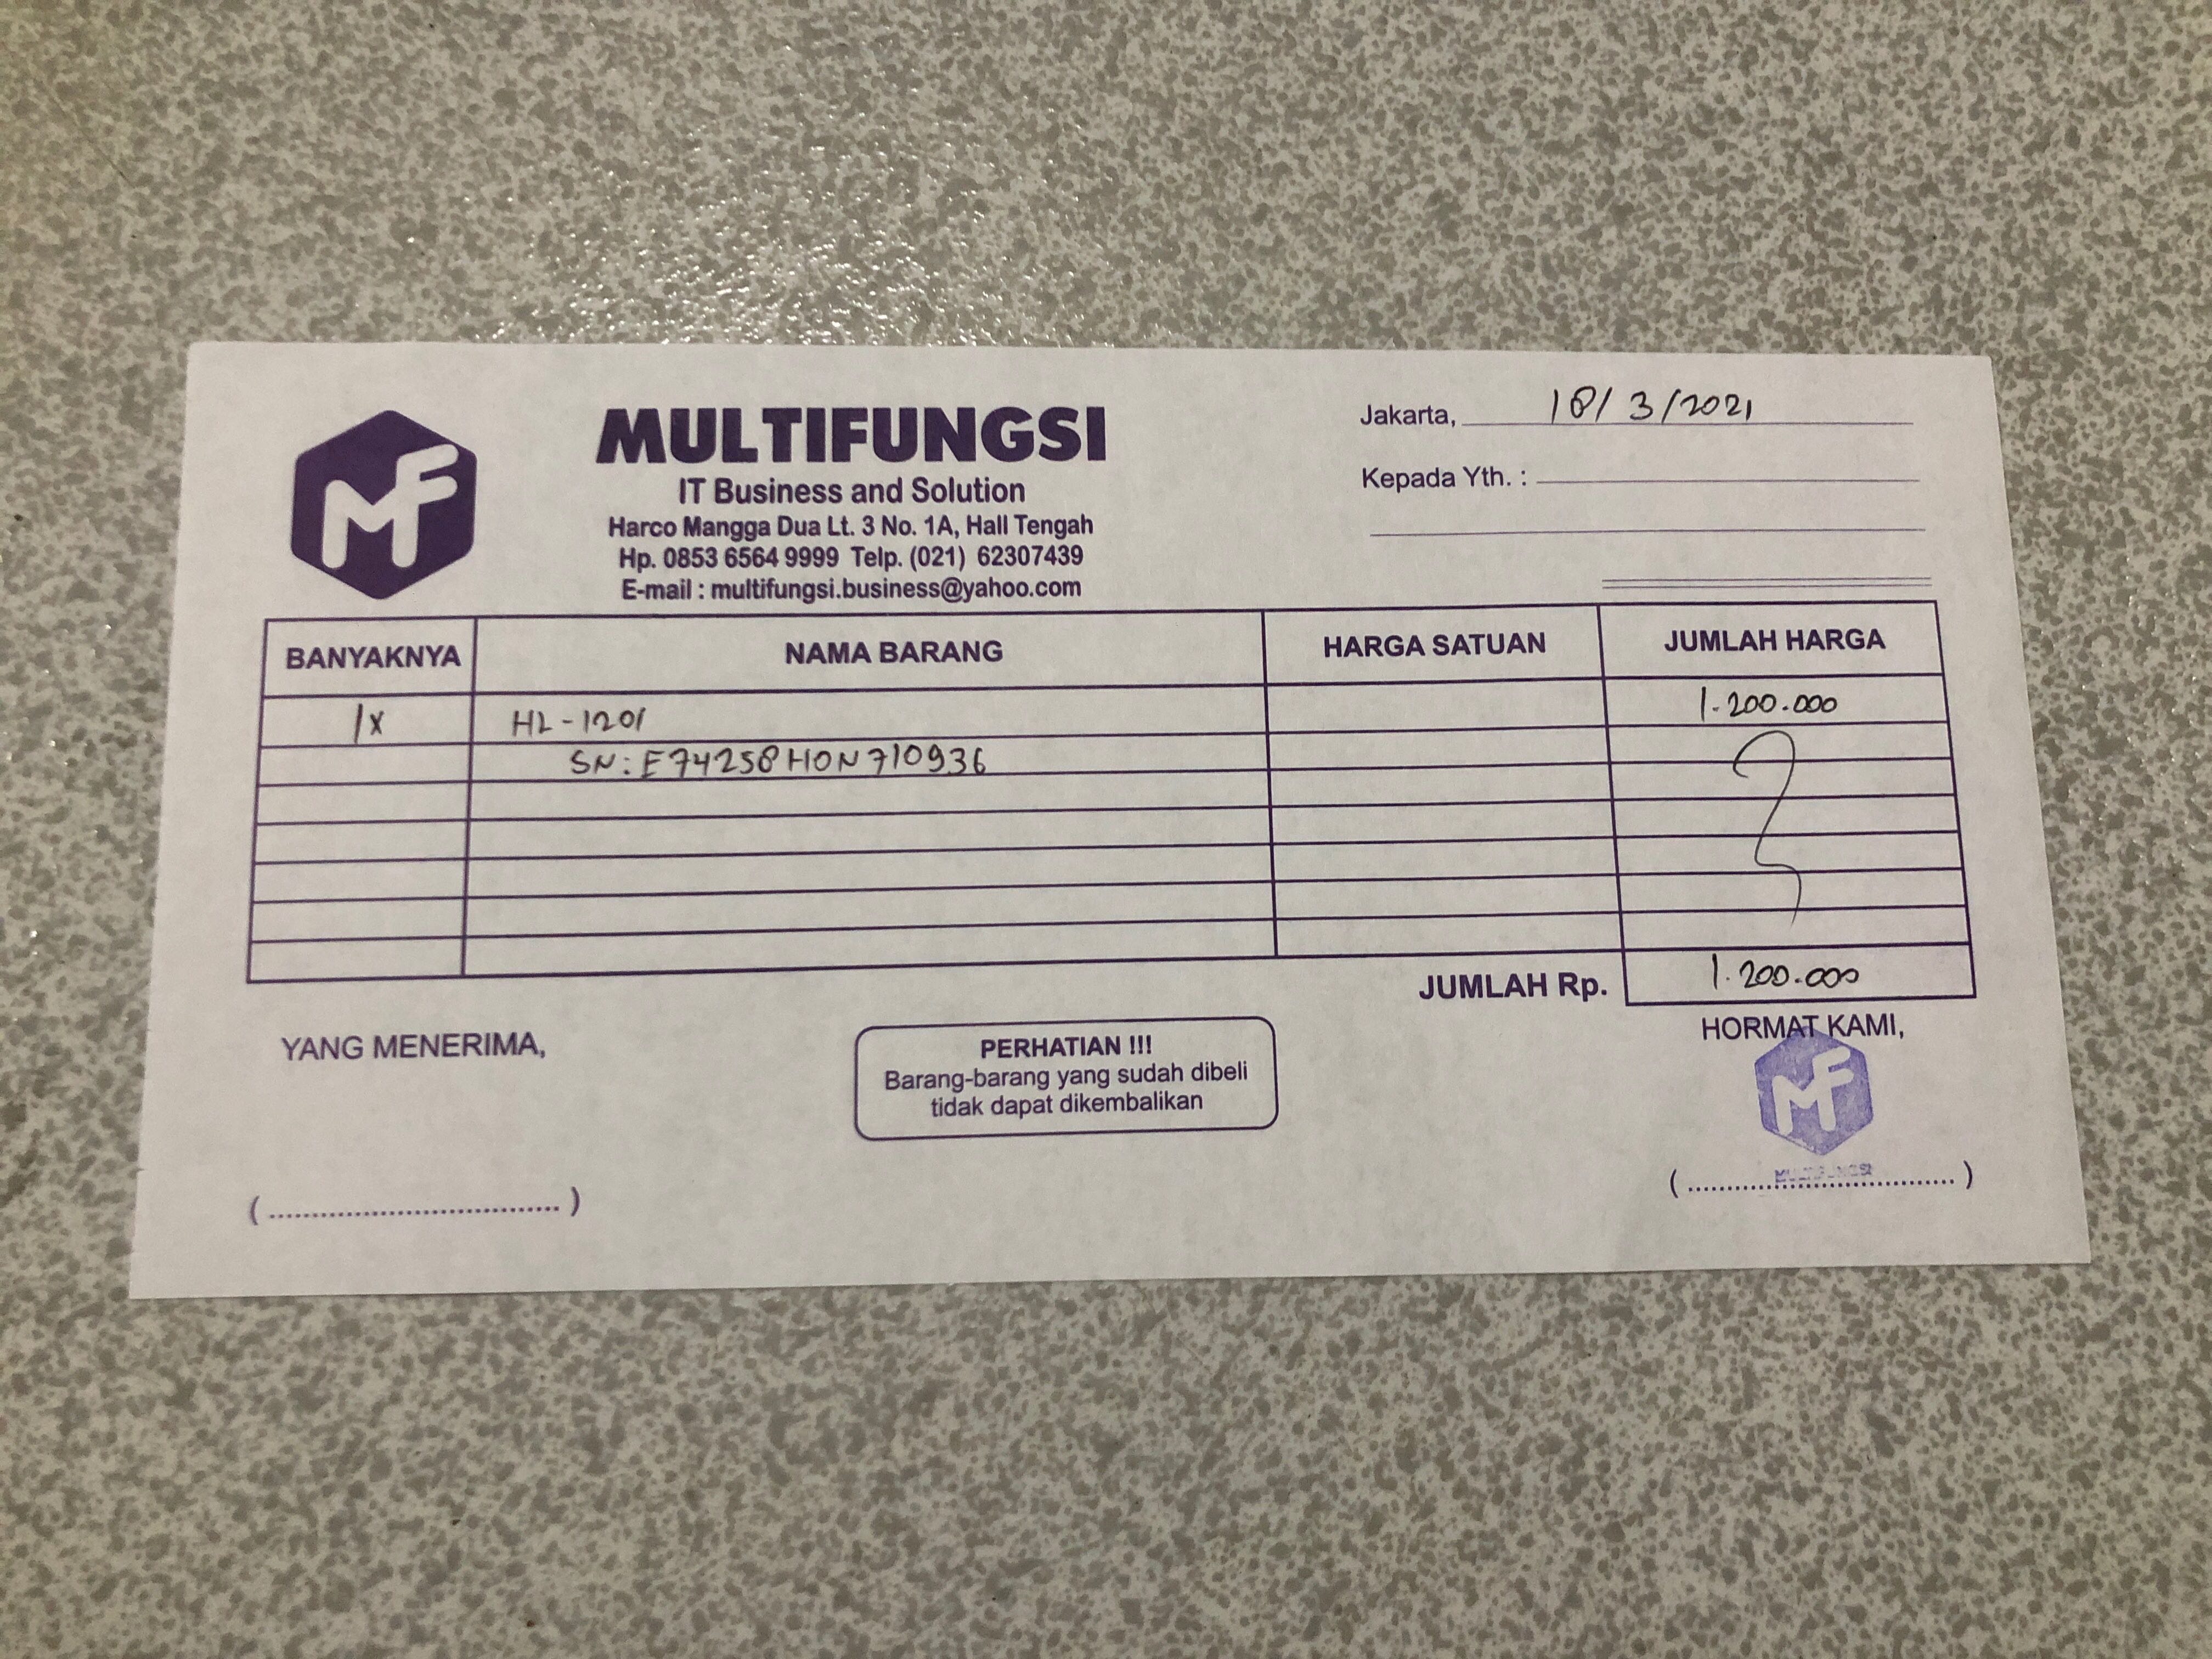 MF
MULTIFUNGSI
IT Business and Solution
Harco Mangga Dua Lt. 3 No. 1A, Hall Tengah
Hp. 0853 6564 9999 Telp. (021) 62307439
E-mail : multifungsi.business@yahoo.com
Jakarta, 18/3/2021
Kepada Yth. :
BANYAKNYA NAMA BARANG HARGA SATUAN JUMLAH HARGA
1x HL-1201 1.200.000
SN: E74258H0N710936
JUMLAH Rp. 1.200.000
YANG MENERIMA,
PERHATIAN !!!
Barang-barang yang sudah dibeli
tidak dapat dikembalikan
HORMAT KAMI,
MF
MULTIFUNGSI
(..................................)
(..................................)